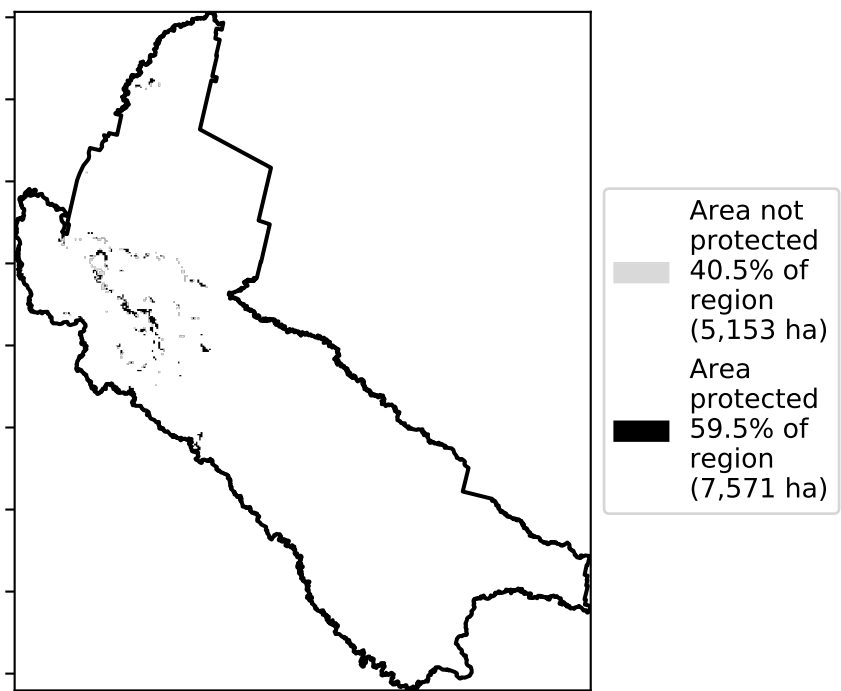 Area not
protected
40.5% of
region
(5,153 ha)
Area
protected
59.5% of
region
(7,571 ha)